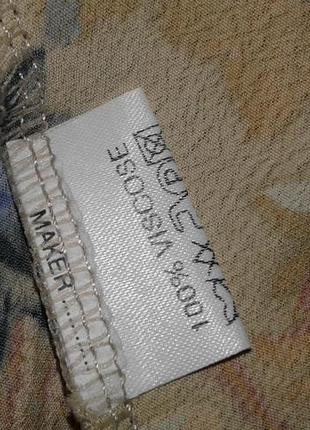 MAKER ..........
100% VISCOSE
P